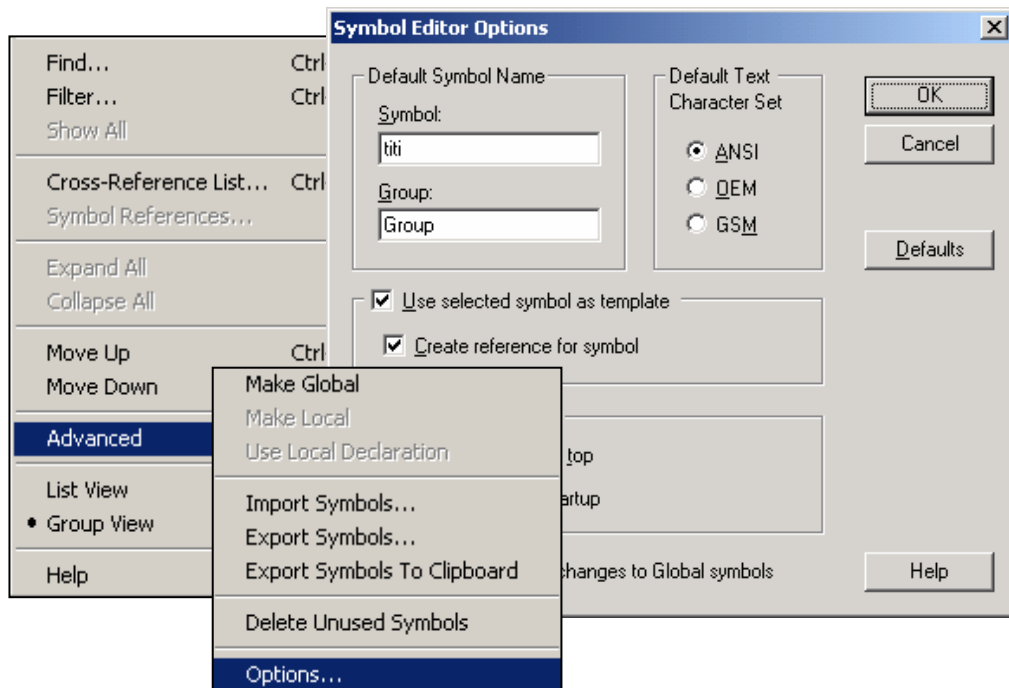 Find... Ctrl
Filter... Ctrl
Show All
Cross-Reference List... Ctrl
Symbol References...
Expand All
Collapse All
Move Up Ctrl
Move Down
Advanced
List View
• Group View
Help
Make Global
Make Local
Use Local Declaration
Import Symbols...
Export Symbols...
Export Symbols To Clipboard
Delete Unused Symbols
Options...
Symbol Editor Options
Default Symbol Name
Symbol:
titi
Group:
Group
Default Text
Character Set
ANSI
OEM
GSM
OK
Cancel
Defaults
Use selected symbol as template
Create reference for symbol
top
artup
changes to Global symbols
Help